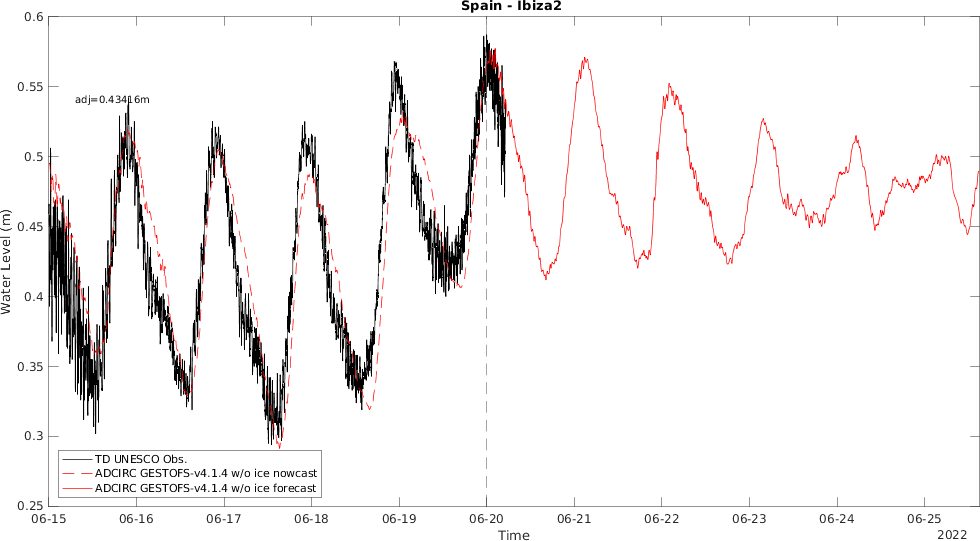 Spain - Ibiza2
0.6
0.55
0.5
0.45
0.4
0.35
0.3
0.25
Water Level (m)
adj=0.43416m
TD UNESCO Obs.
ADCIRC GESTOFS-v4.1.4 w/o ice nowcast
ADCIRC GESTOFS-v4.1.4 w/o ice forecast
06-15 06-16 06-17 06-18 06-19 06-20 06-21 06-22 06-23 06-24 06-25
Time
2022